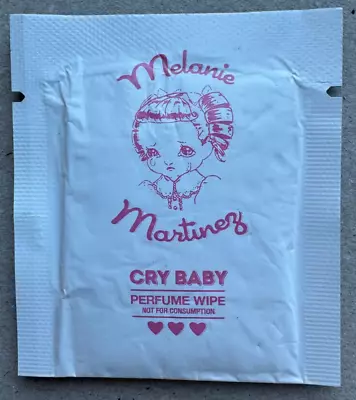 Melanie
Martinez
CRY BABY
PERFUME WIPE
NOT FOR CONSUMPTION.